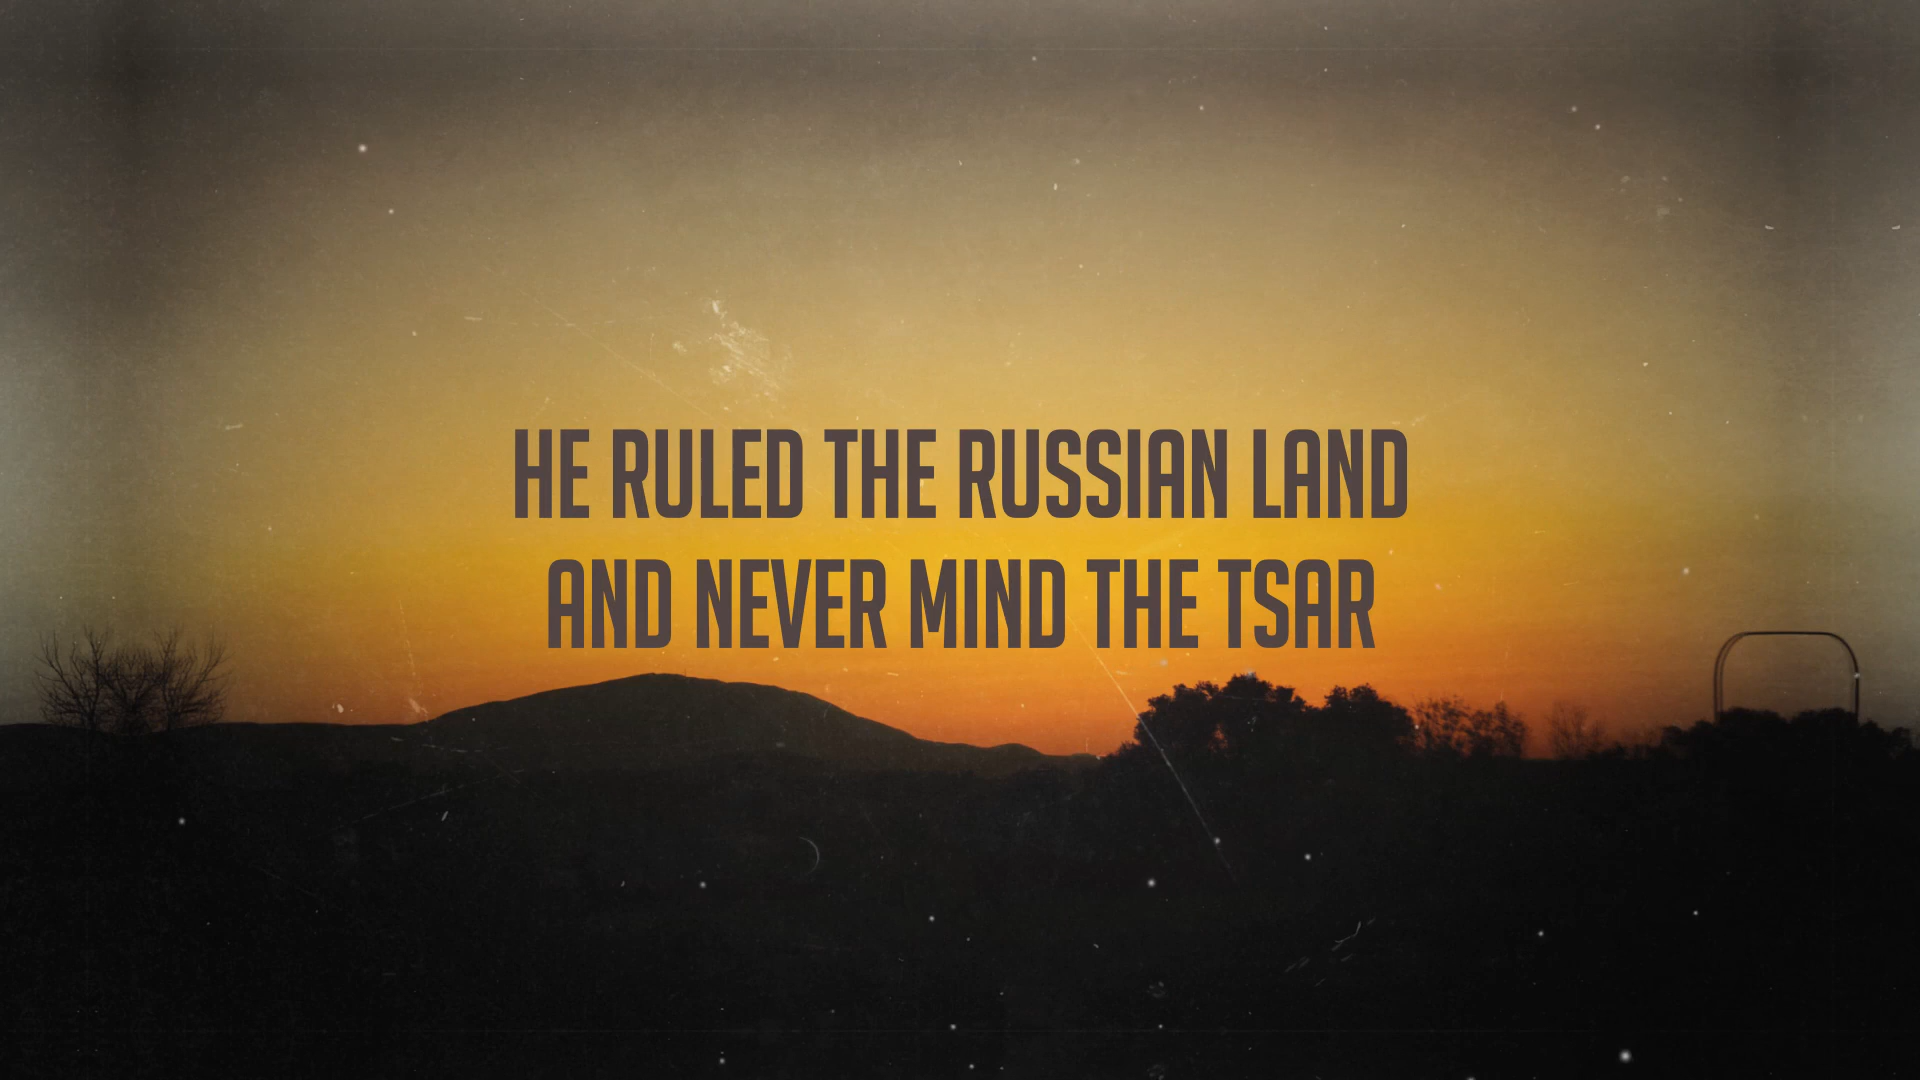 HE RULED THE RUSSIAN LAND
AND NEVER MIND THE TSAR